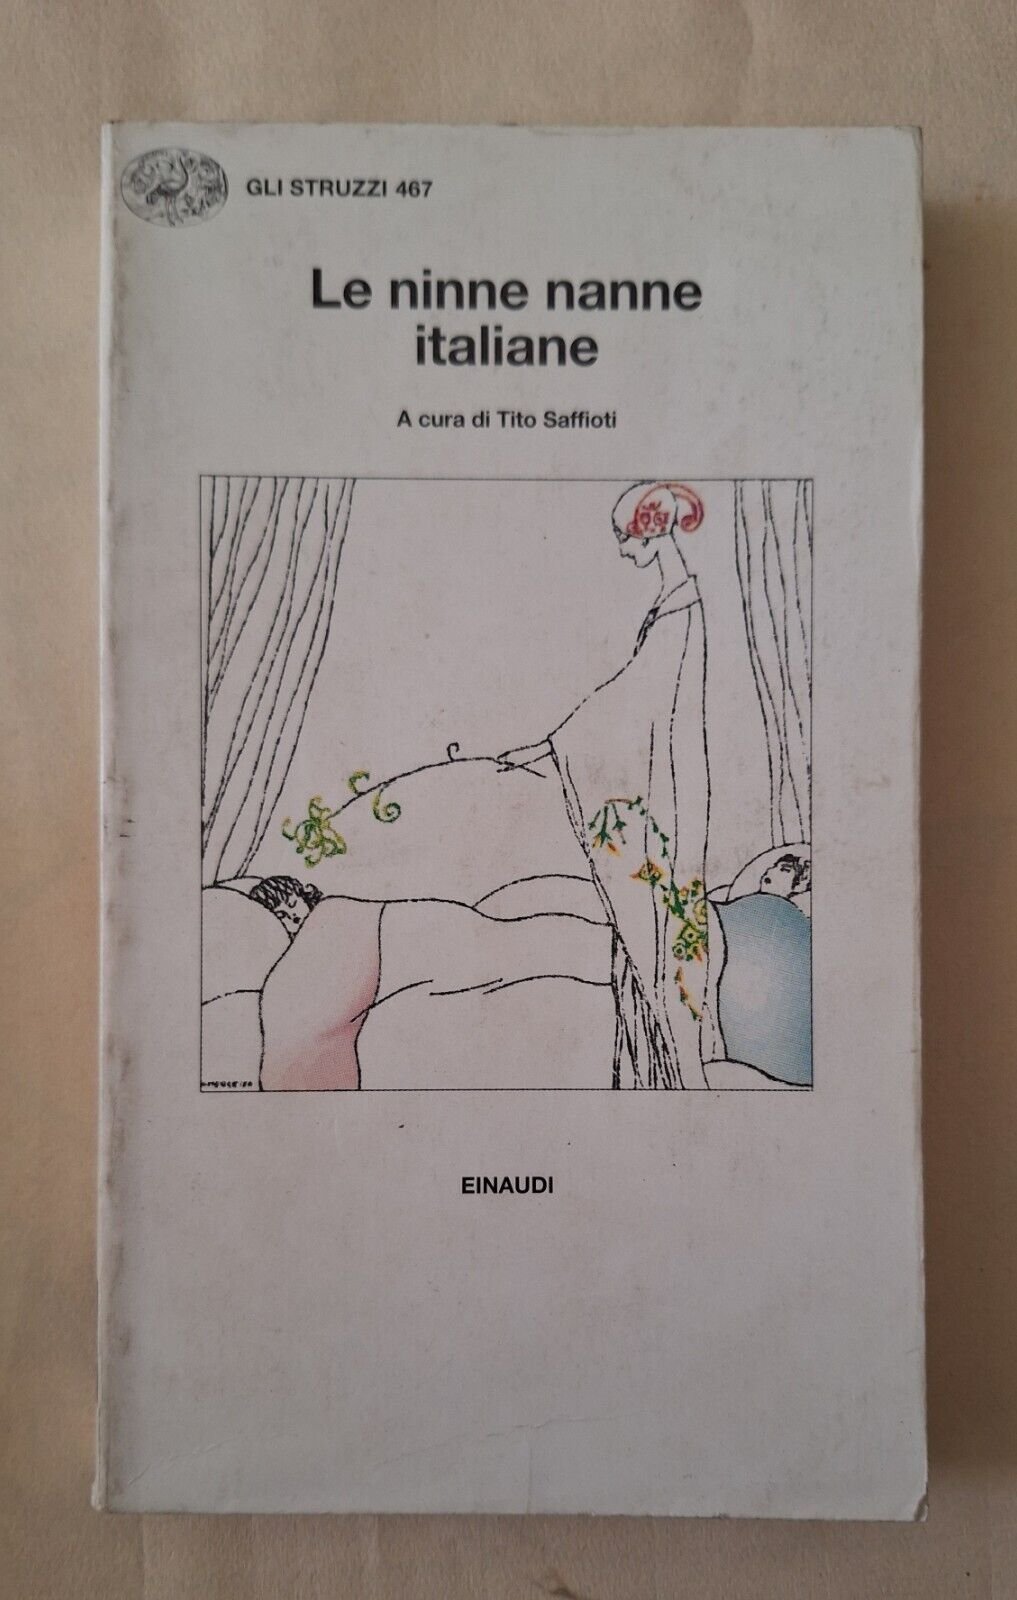 GLI STRUZZI 467
Le ninne nanne
italiane
A cura di Tito Saffioti
EINAUDI